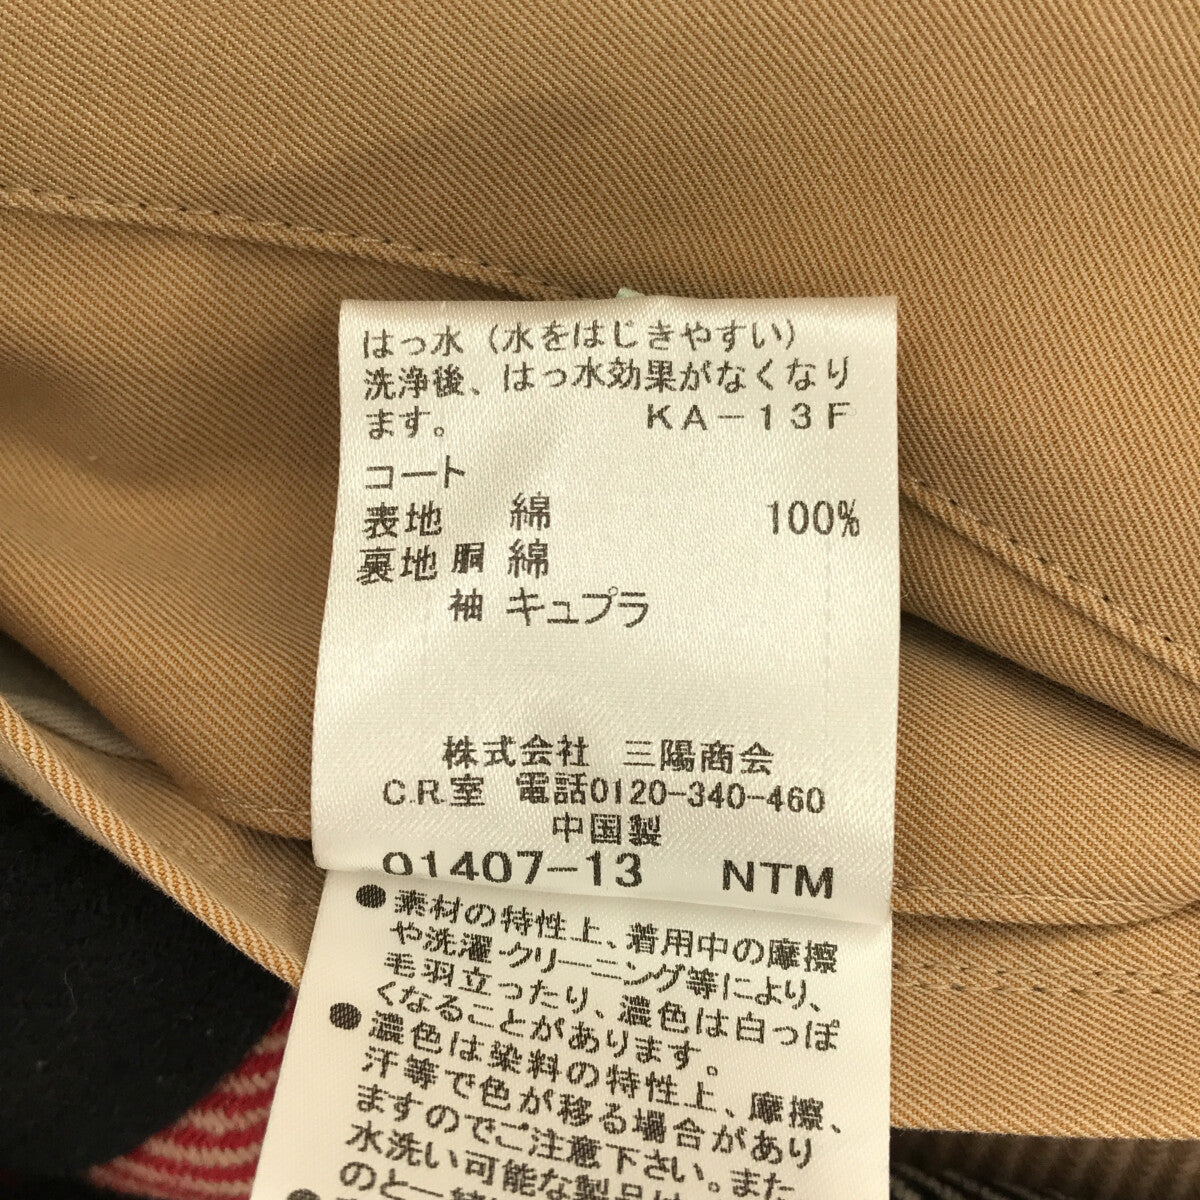 はっ水（水をはじきやすい）
洗浄後、はっ水効果がなくなり
ます。 KA-13F
コート
表地 綿 100%
裏地 胴 綿
袖 キュプラ
株式会社 三陽商会
C.R.室 電話0120-340-460
中国製
91407-13 NTM
●素材の特性上、着用中の摩擦
や洗濯・クリーニング等により、
毛羽立ったり、濃色は白っぽ
くなることがあります。
●濃色は染料の特性上、摩擦、
汗等で色が移る場合があり
ますのでご注意下さい。また
水洗い可能な製品は
のと一緒